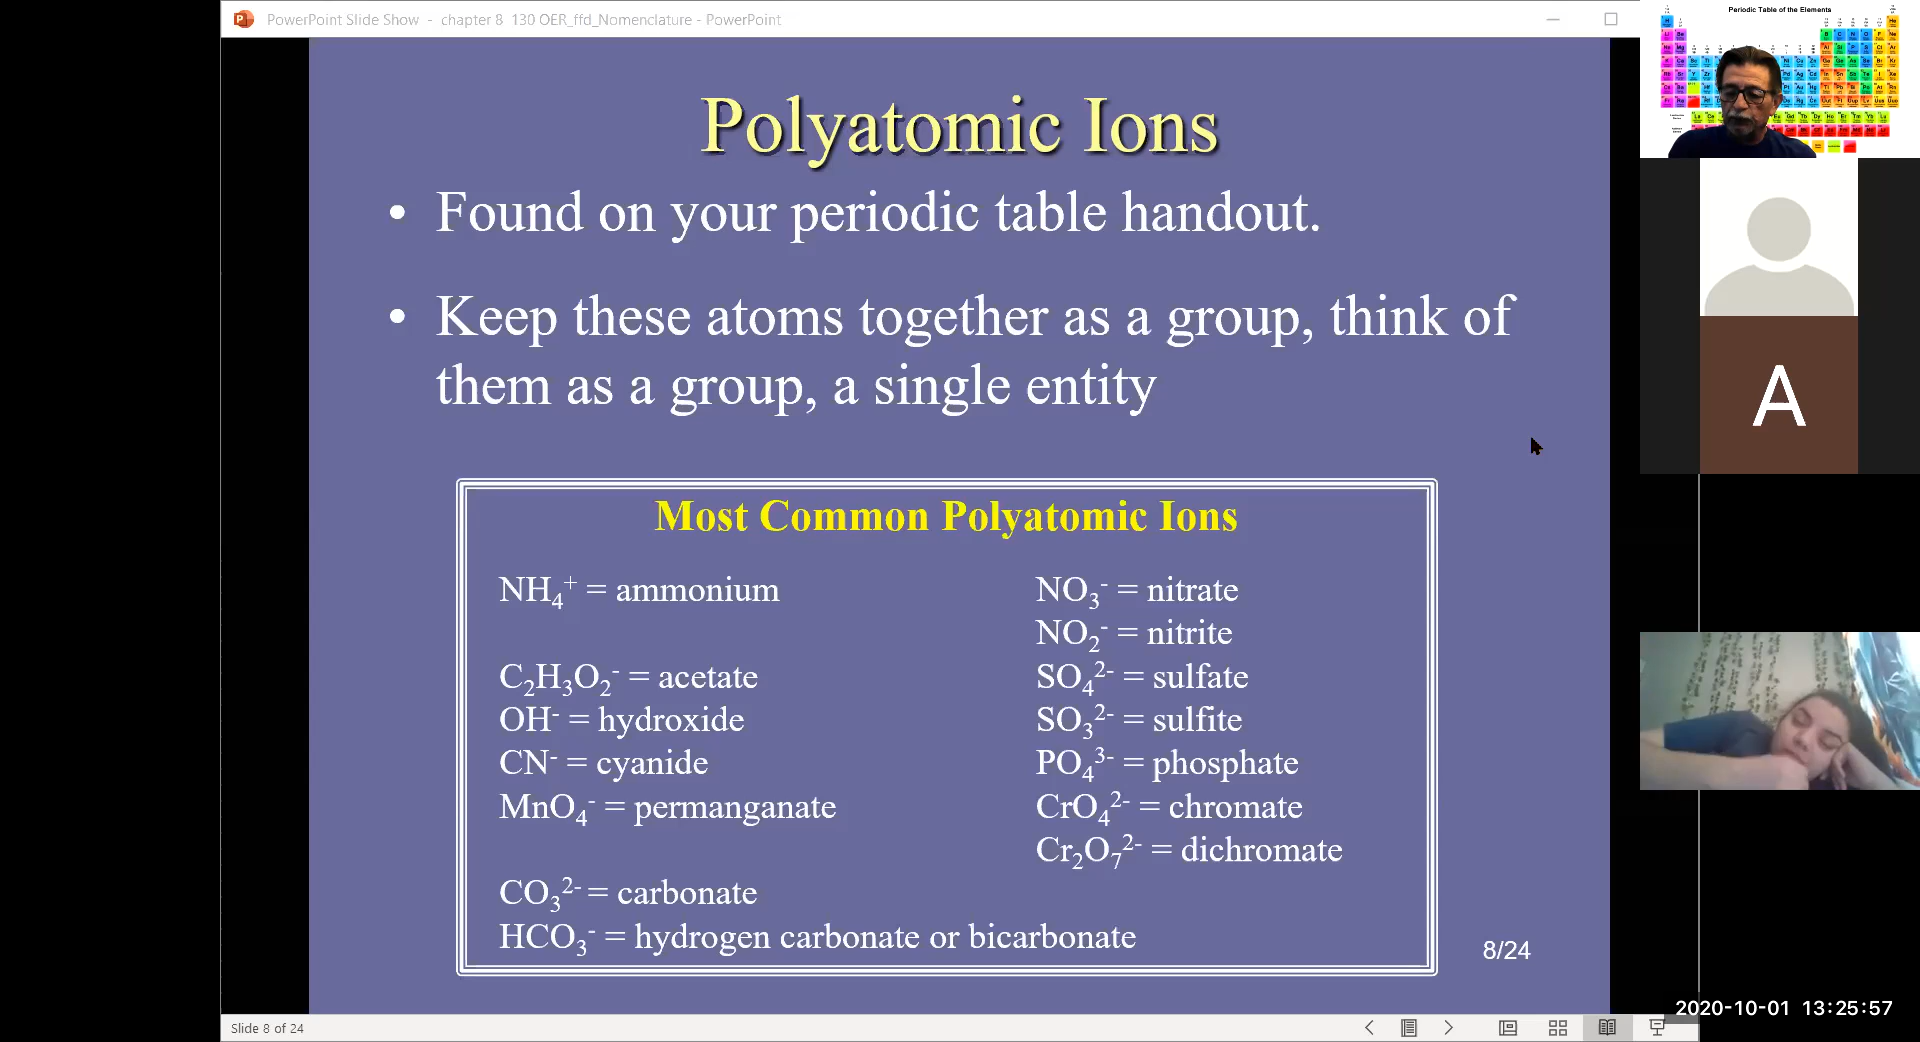 PowerPoint Slide Show - chapter 8 130 OER_ffd_Nomenclature - PowerPoint
Periodic Table of the Elements
Polyatomic Ions
• Found on your periodic table handout.
• Keep these atoms together as a group, think of
them as a group, a single entity
A
Most Common Polyatomic Ions
NH₄⁺ = ammonium
NO₃⁻ = nitrate
NO₂⁻ = nitrite
C₂H₃O₂⁻ = acetate
SO₄²⁻ = sulfate
OH⁻ = hydroxide
SO₃²⁻ = sulfite
CN⁻ = cyanide
PO₄³⁻ = phosphate
MnO₄⁻ = permanganate
CrO₄²⁻ = chromate
Cr₂O₇²⁻ = dichromate
CO₃²⁻ = carbonate
HCO₃⁻ = hydrogen carbonate or bicarbonate
8/24
2020-10-01 13:25:57
Slide 8 of 24